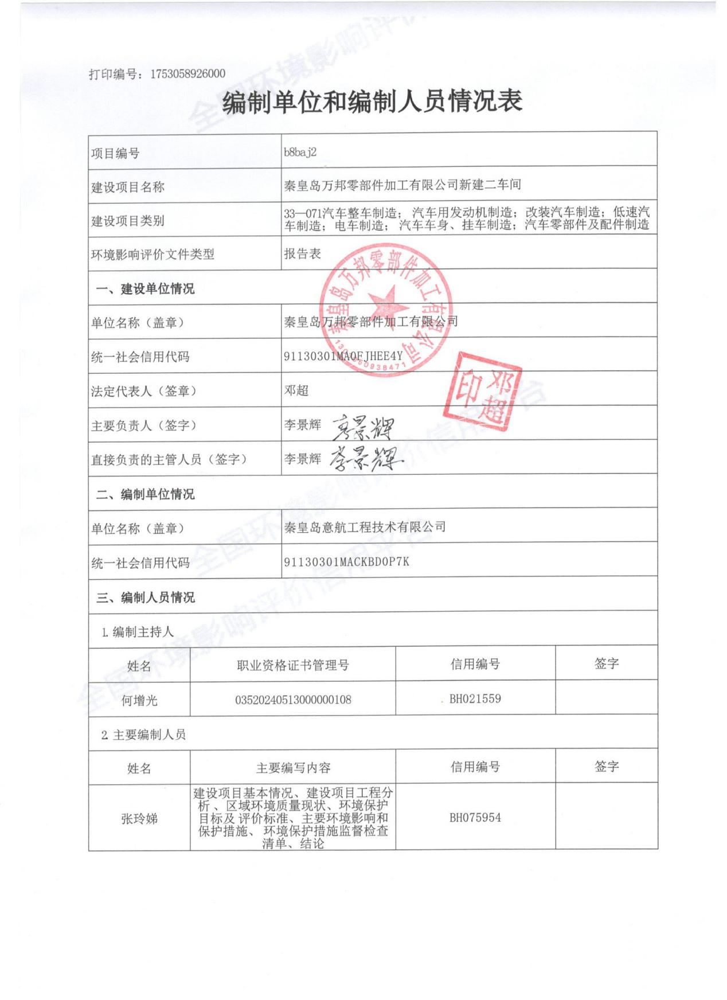 打印编号：1753058926000
编制单位和编制人员情况表
项目编号 b8baj2
建设项目名称 秦皇岛万邦零部件加工有限公司新建二车间
建设项目类别 33—071汽车整车制造；汽车用发动机制造；改装汽车制造；低速汽
车制造；电车制造；汽车车身、挂车制造；汽车零部件及配件制造
环境影响评价文件类型 报告表
一、建设单位情况
单位名称（盖章） 秦皇岛万邦零部件加工有限公司
统一社会信用代码 91130301MA0FJHEE4Y
法定代表人（签章） 邓超
主要负责人（签字） 李景辉 李景辉
直接负责的主管人员（签字） 李景辉 李景辉
秦皇岛万邦零部件加工有限公司
邓超
印
二、编制单位情况
单位名称（盖章） 秦皇岛意航工程技术有限公司
统一社会信用代码 91130301MACKBD0P7K
三、编制人员情况
1.编制主持人
姓名 职业资格证书管理号 信用编号 签字
何增光 03520240513000000108 BH021559
2.主要编制人员
姓名 主要编写内容 信用编号 签字
张玲娣 建设项目基本情况、建设项目工程分
析、区域环境质量现状、环境保护
目标及评价标准、主要环境影响和
保护措施、环境保护措施监督检查
清单、结论 BH075954
全国环境影响评价信用平台
全国环境影响评价信用平台